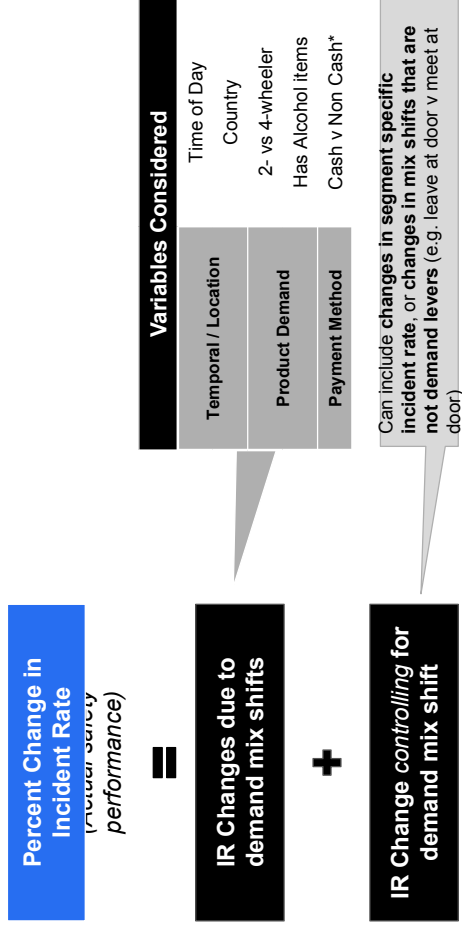 Percent Change in
Incident Rate
(Actual safety
performance)
=
IR Changes due to
demand mix shifts
+
IR Change controlling for
demand mix shift
Variables Considered
Temporal / Location
Time of Day
Country
Product Demand
2- vs 4-wheeler
Has Alcohol items
Payment Method
Cash v Non Cash*
Can include changes in segment specific
incident rate, or changes in mix shifts that are
not demand levers (e.g. leave at door v meet at
door)